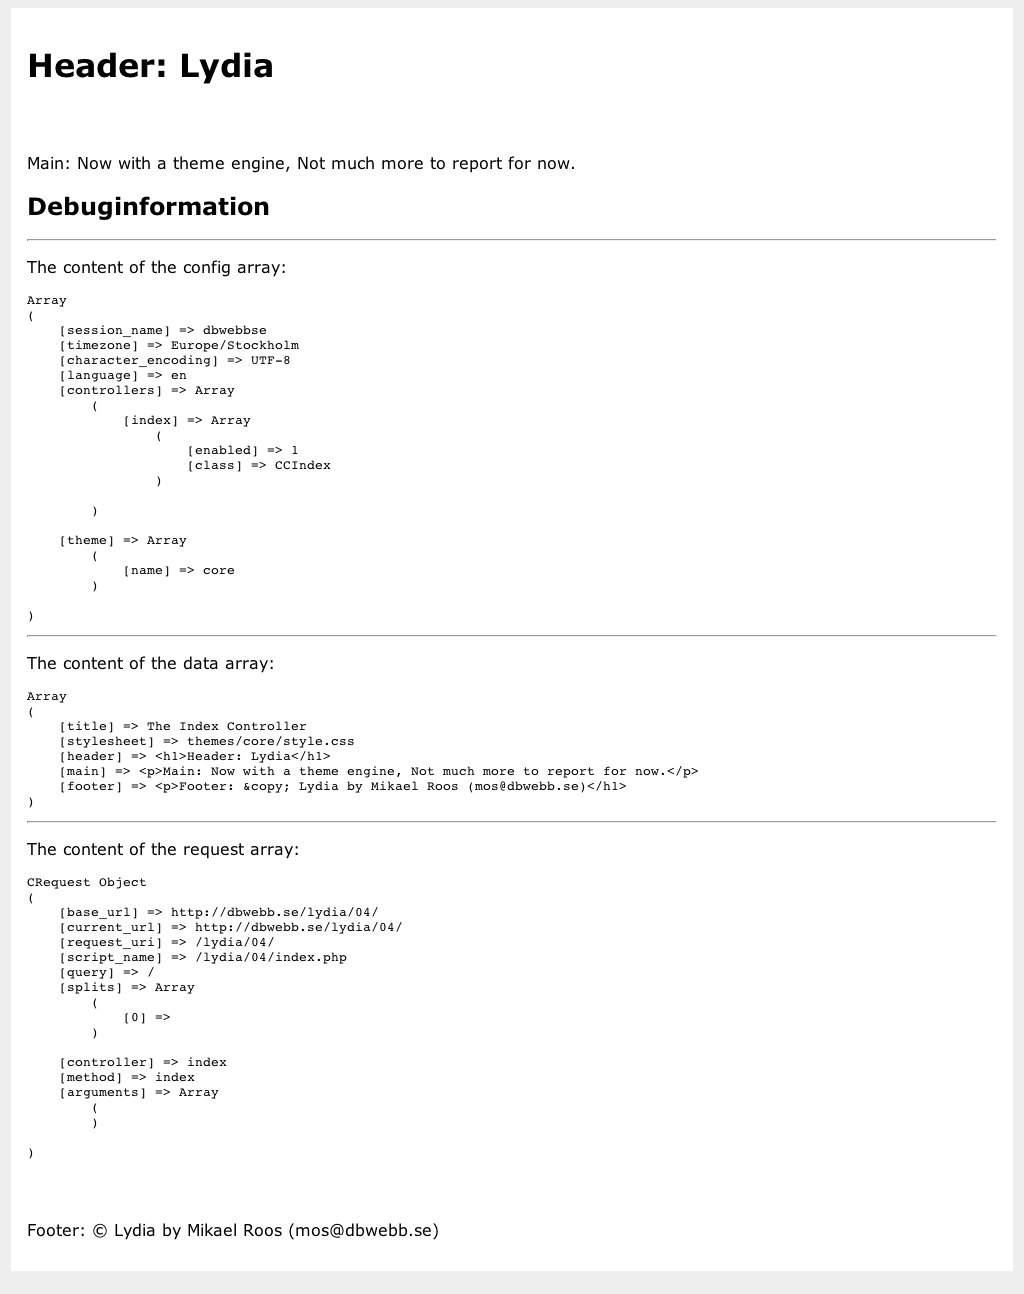 Header: Lydia
Main: Now with a theme engine, Not much more to report for now.
Debuginformation
The content of the config array:
Array
(
    [session_name] => dbwebbse
    [timezone] => Europe/Stockholm
    [character_encoding] => UTF-8
    [language] => en
    [controllers] => Array
        (
            [index] => Array
                (
                    [enabled] => 1
                    [class] => CCIndex
                )
        )
    [theme] => Array
        (
            [name] => core
        )
)
The content of the data array:
Array
(
    [title] => The Index Controller
    [stylesheet] => themes/core/style.css
    [header] => <h1>Header: Lydia</h1>
    [main] => <p>Main: Now with a theme engine, Not much more to report for now.</p>
    [footer] => <p>Footer: &copy; Lydia by Mikael Roos (mos@dbwebb.se)</h1>
)
The content of the request array:
CRequest Object
(
    [base_url] => http://dbwebb.se/lydia/04/
    [current_url] => http://dbwebb.se/lydia/04/
    [request_uri] => /lydia/04/
    [script_name] => /lydia/04/index.php
    [query] => /
    [splits] => Array
        (
            [0] =>
        )
    [controller] => index
    [method] => index
    [arguments] => Array
        (
        )
)
Footer: © Lydia by Mikael Roos (mos@dbwebb.se)